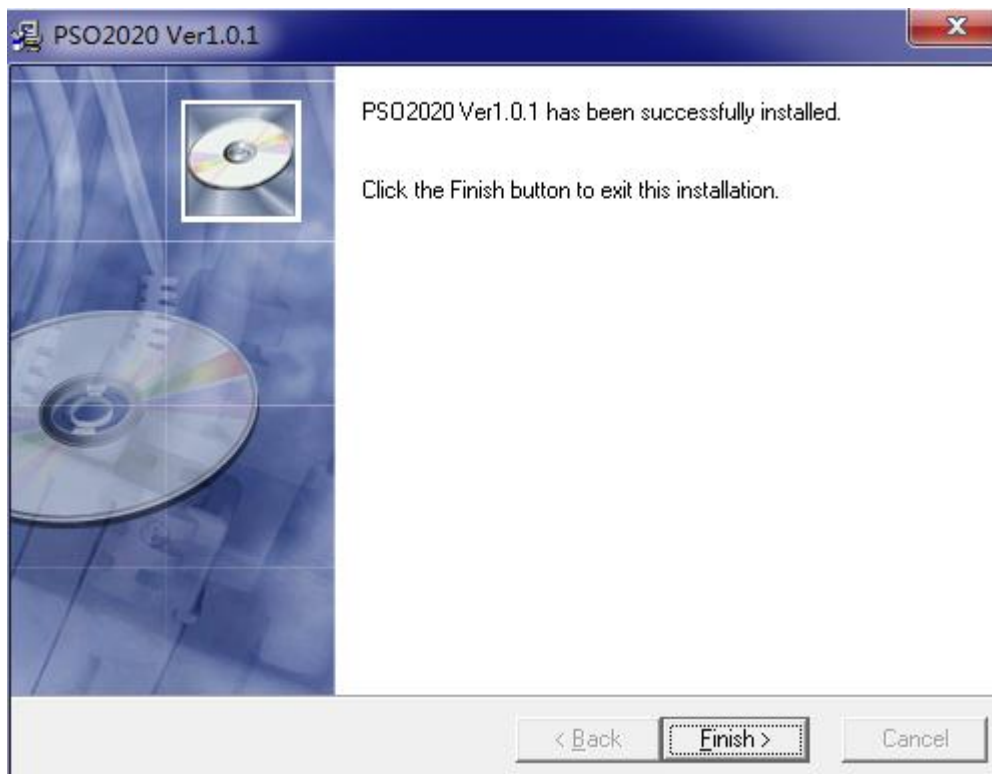 PSO2020 Ver1.0.1
PSO2020 Ver1.0.1 has been successfully installed.
Click the Finish button to exit this installation.
< Back
Finish >
Cancel